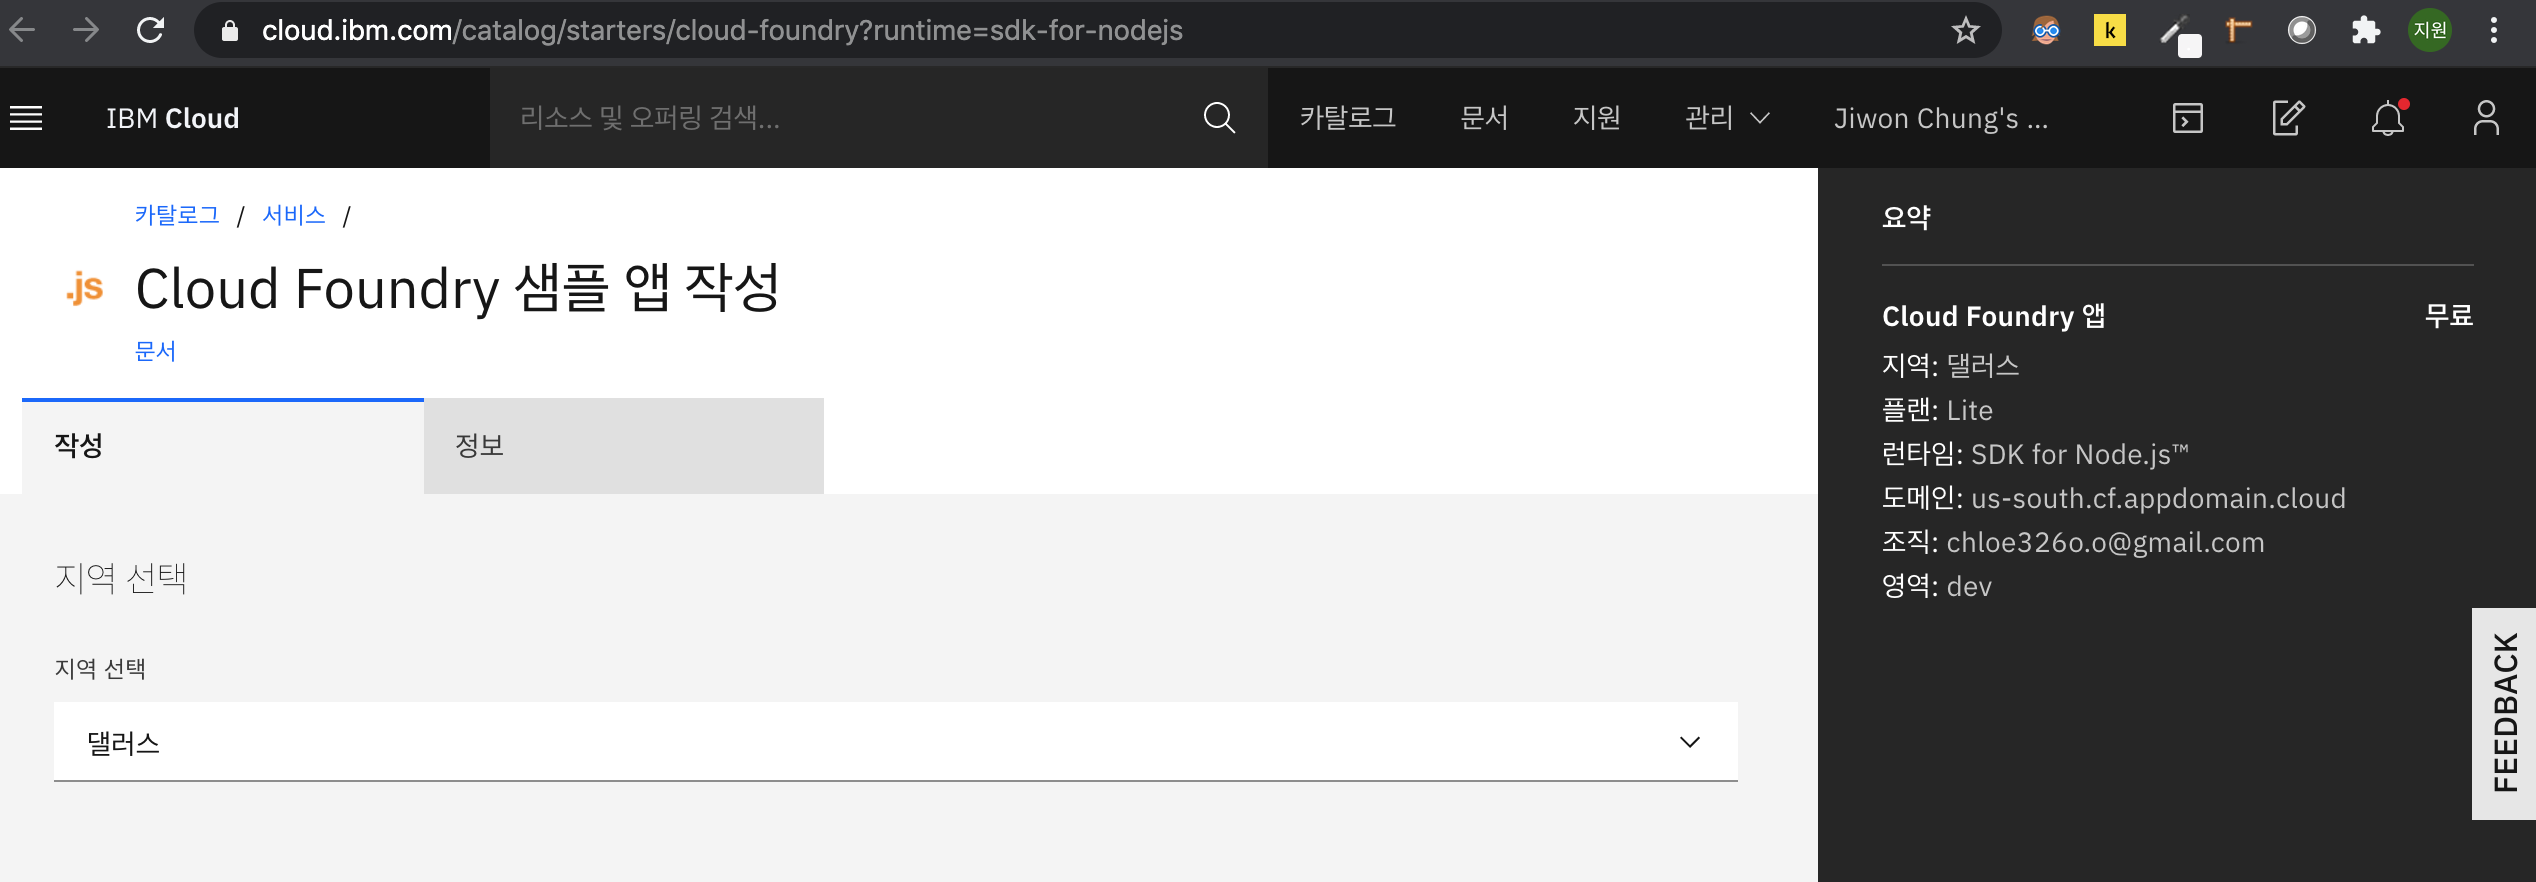 cloud.ibm.com/catalog/starters/cloud-foundry?runtime=sdk-for-nodejs
k
지원
IBM Cloud
리소스 및 오퍼링 검색...
카탈로그
문서
지원
관리
Jiwon Chung's ...
카탈로그 / 서비스 /
.js
Cloud Foundry 샘플 앱 작성
문서
작성
정보
지역 선택
지역 선택
댈러스
요약
Cloud Foundry 앱 무료
지역: 댈러스
플랜: Lite
런타임: SDK for Node.js™
도메인: us-south.cf.appdomain.cloud
조직: chloe326o.o@gmail.com
영역: dev
FEEDBACK